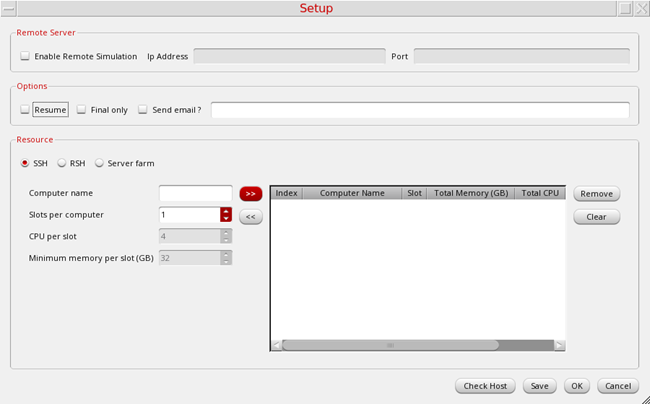 Setup
Remote Server
Enable Remote Simulation Ip Address Port
Options
Resume Final only Send email ?
Resource
SSH RSH Server farm
Computer name >> Index Computer Name Slot Total Memory (GB) Total CPU Remove
Slots per computer 1 << Clear
CPU per slot 4
Minimum memory per slot (GB) 32
Check Host Save OK Cancel